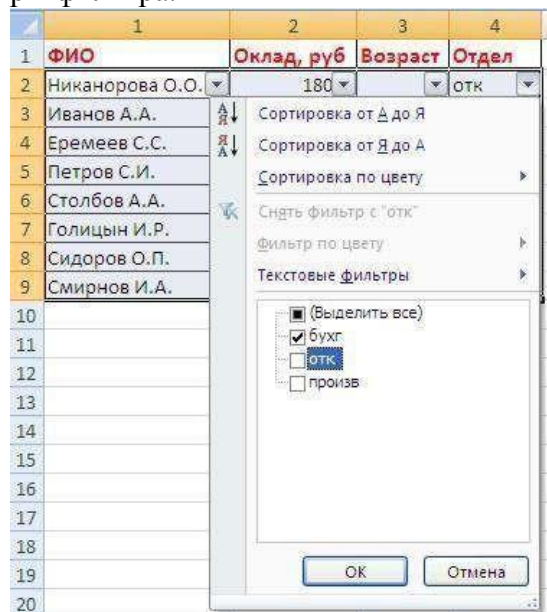 1 2 3 4
1 ФИО Оклад, руб Возраст Отдел
2 Никанорова О.О. 180 отк
3 Иванов А.А.
4 Еремеев С.С.
5 Петров С.И.
6 Столбов А.А.
7 Голицын И.Р.
8 Сидоров О.П.
9 Смирнов И.А.
10
11
12
13
14
15
16
17
18
19
20
Сортировка от А до Я
Сортировка от Я до А
Сортировка по цвету
Снять фильтр с "отк"
Фильтр по цвету
Текстовые фильтры
(Выделить все)
бухг
отк
произв
ОК Отмена